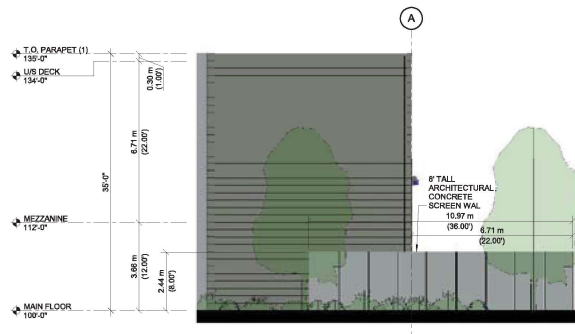 A
T.O. PARAPET (1)
135'-0"
U/S DECK
134'-0"
0.30 m
(1.00')
6.71 m
(22.00')
35'-0"
8' TALL
ARCHITECTURAL
CONCRETE
SCREEN WAL
10.97 m
(36.00')
6.71 m
(22.00')
MEZZANINE
112'-0"
3.66 m
(12.00')
2.44 m
(8.00')
MAIN FLOOR
100'-0"